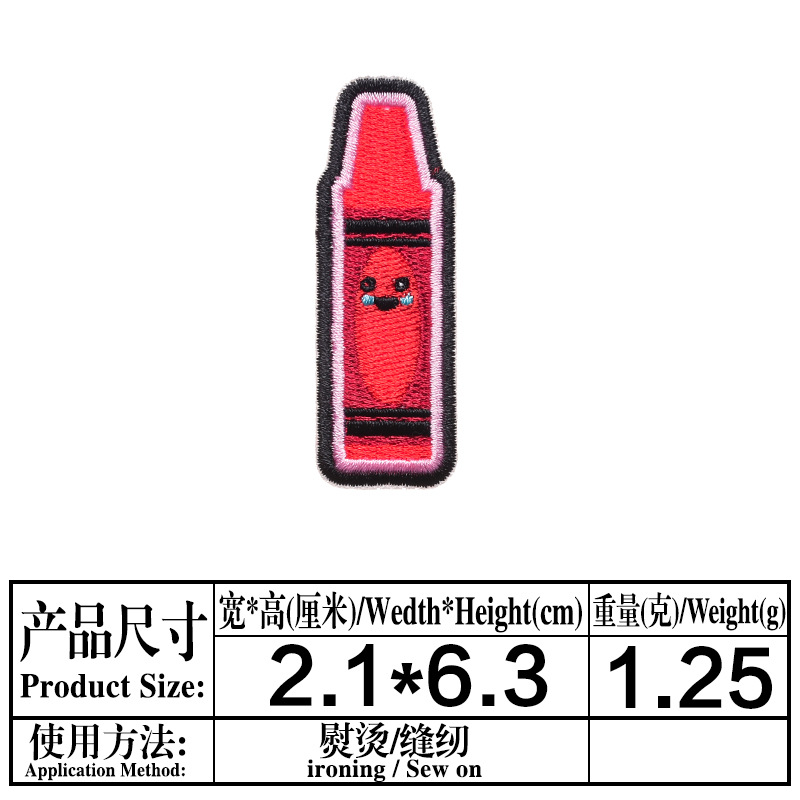 产品尺寸
Product Size:
宽*高(厘米)/Wedth*Height(cm)
重量(克)/Weight(g)
2.1*6.3
1.25
使用方法:
Application Method:
熨烫/缝纫
ironing / Sew on